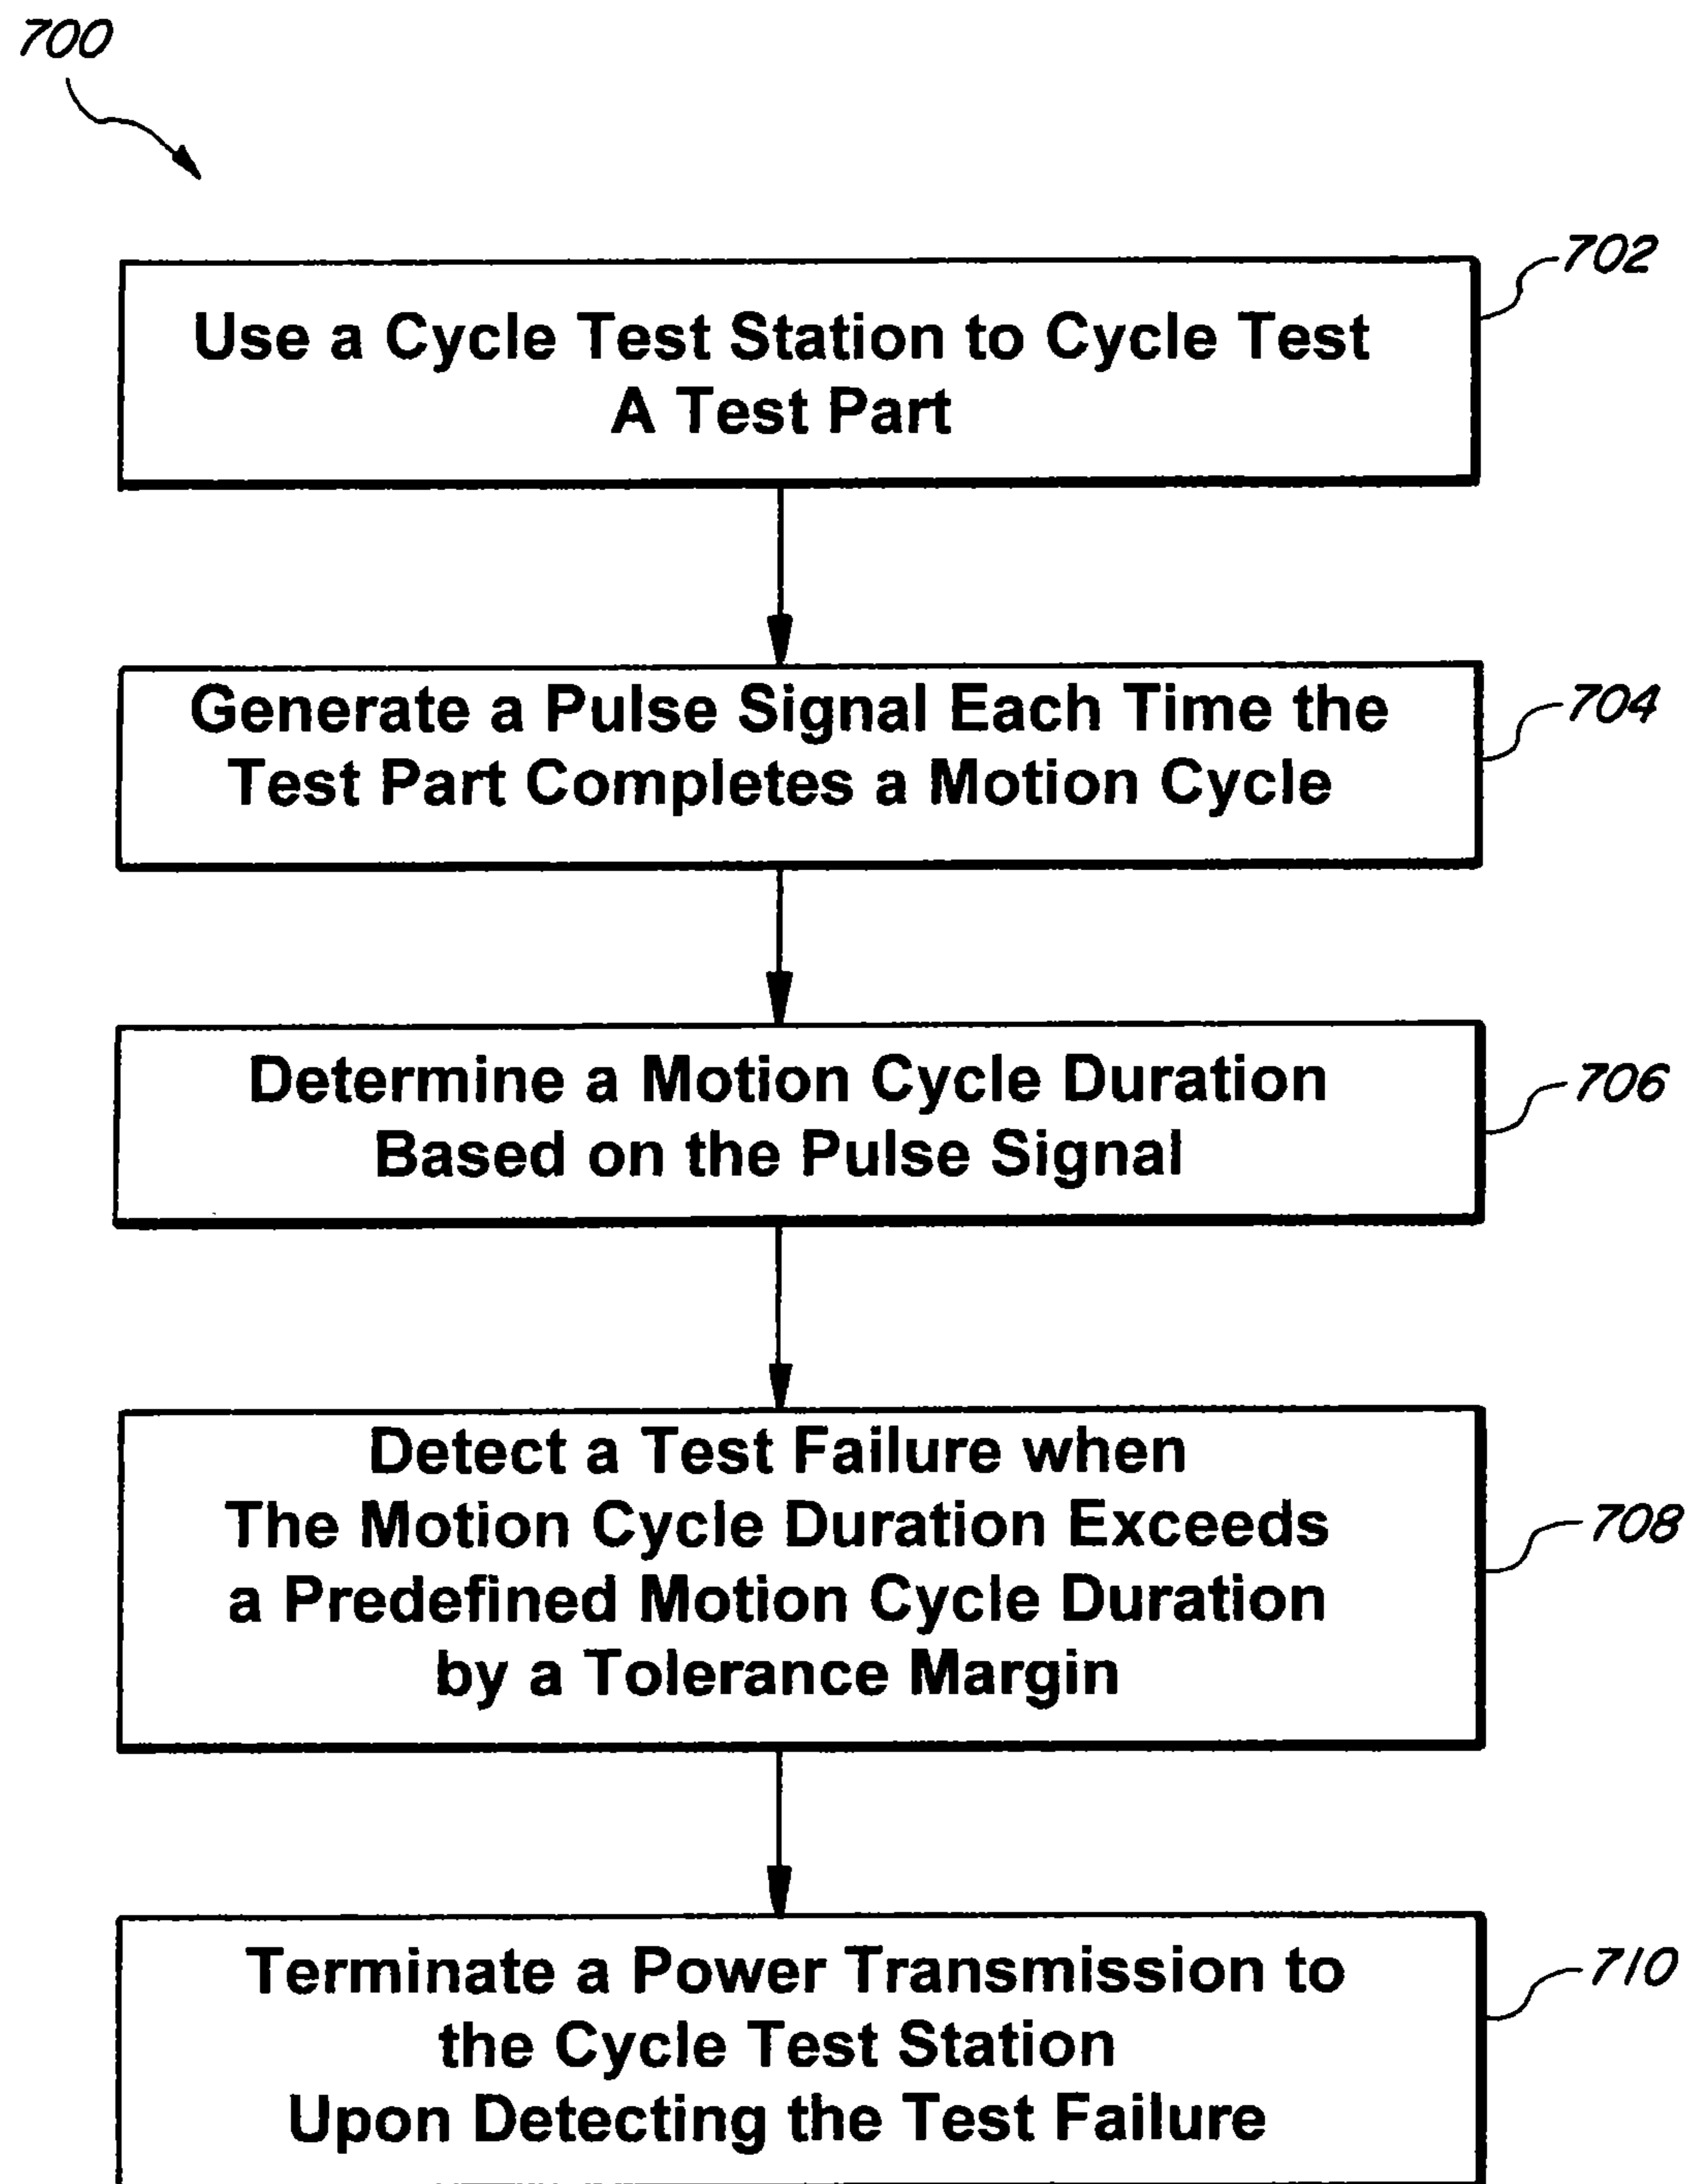 700
702
Use a Cycle Test Station to Cycle Test
A Test Part
704
Generate a Pulse Signal Each Time the
Test Part Completes a Motion Cycle
706
Determine a Motion Cycle Duration
Based on the Pulse Signal
708
Detect a Test Failure when
The Motion Cycle Duration Exceeds
a Predefined Motion Cycle Duration
by a Tolerance Margin
710
Terminate a Power Transmission to
the Cycle Test Station
Upon Detecting the Test Failure